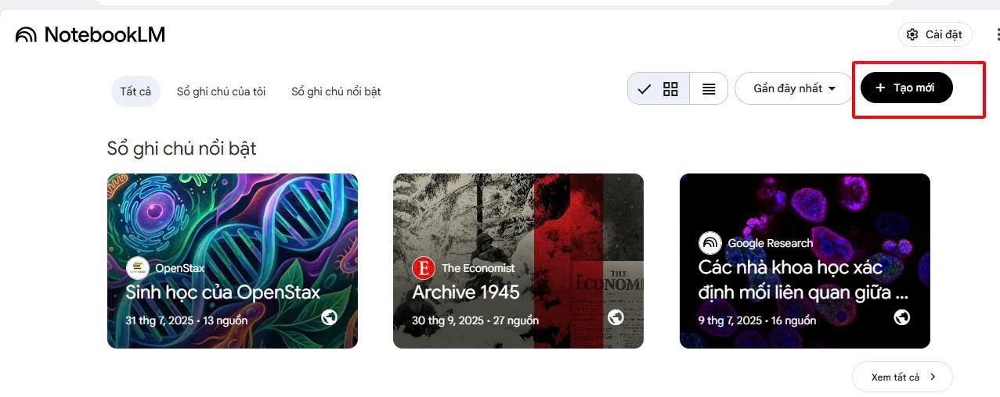 NotebookLM
Cài đặt
Tất cả
Sổ ghi chú của tôi
Sổ ghi chú nổi bật
Gần đây nhất
+ Tạo mới
Sổ ghi chú nổi bật
OpenStax
Sinh học của OpenStax
31 thg 7, 2025 • 13 nguồn
THE
ECONOM
E
The Economist
Archive 1945
30 thg 9, 2025 • 27 nguồn
Google Research
Các nhà khoa học xác
định mối liên quan giữa ...
9 thg 7, 2025 • 16 nguồn
Xem tất cả